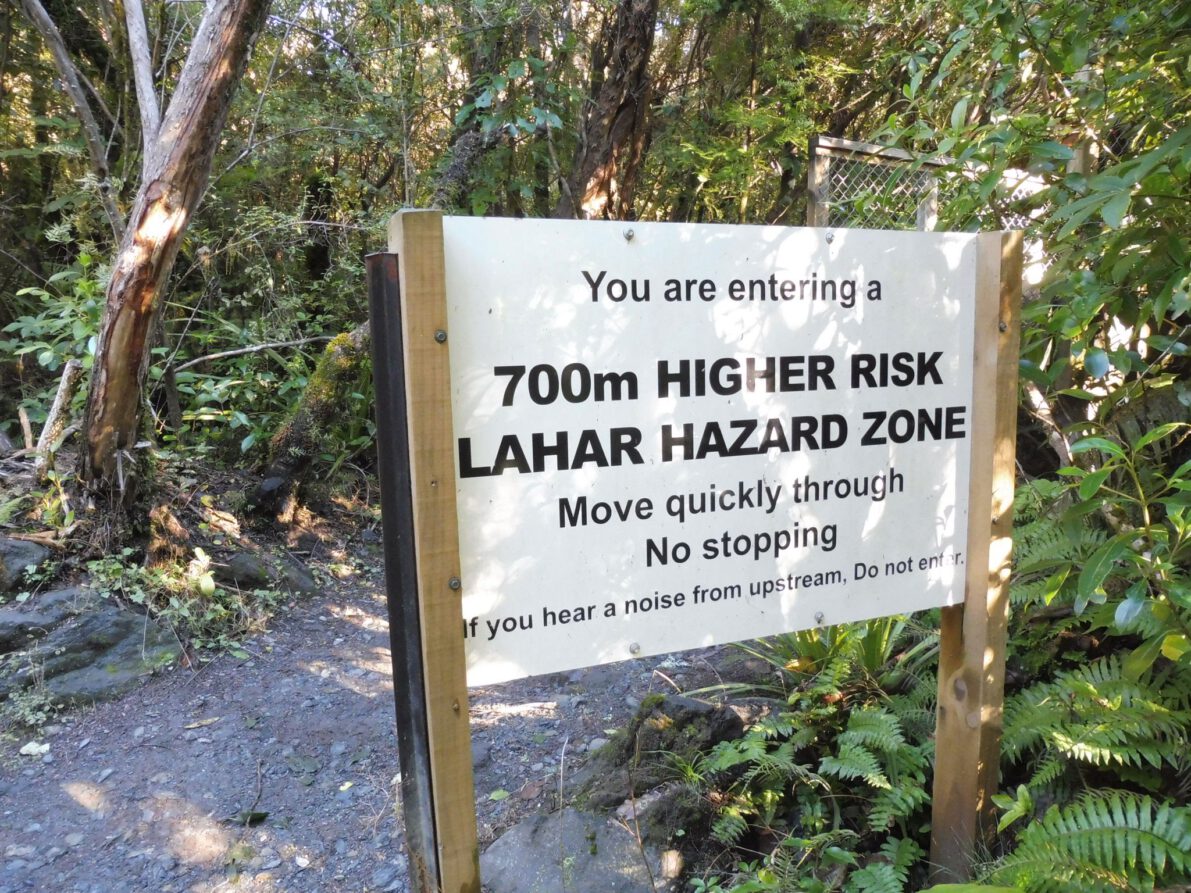 You are entering a
700m HIGHER RISK
LAHAR HAZARD ZONE
Move quickly through
No stopping
If you hear a noise from upstream, Do not enter.